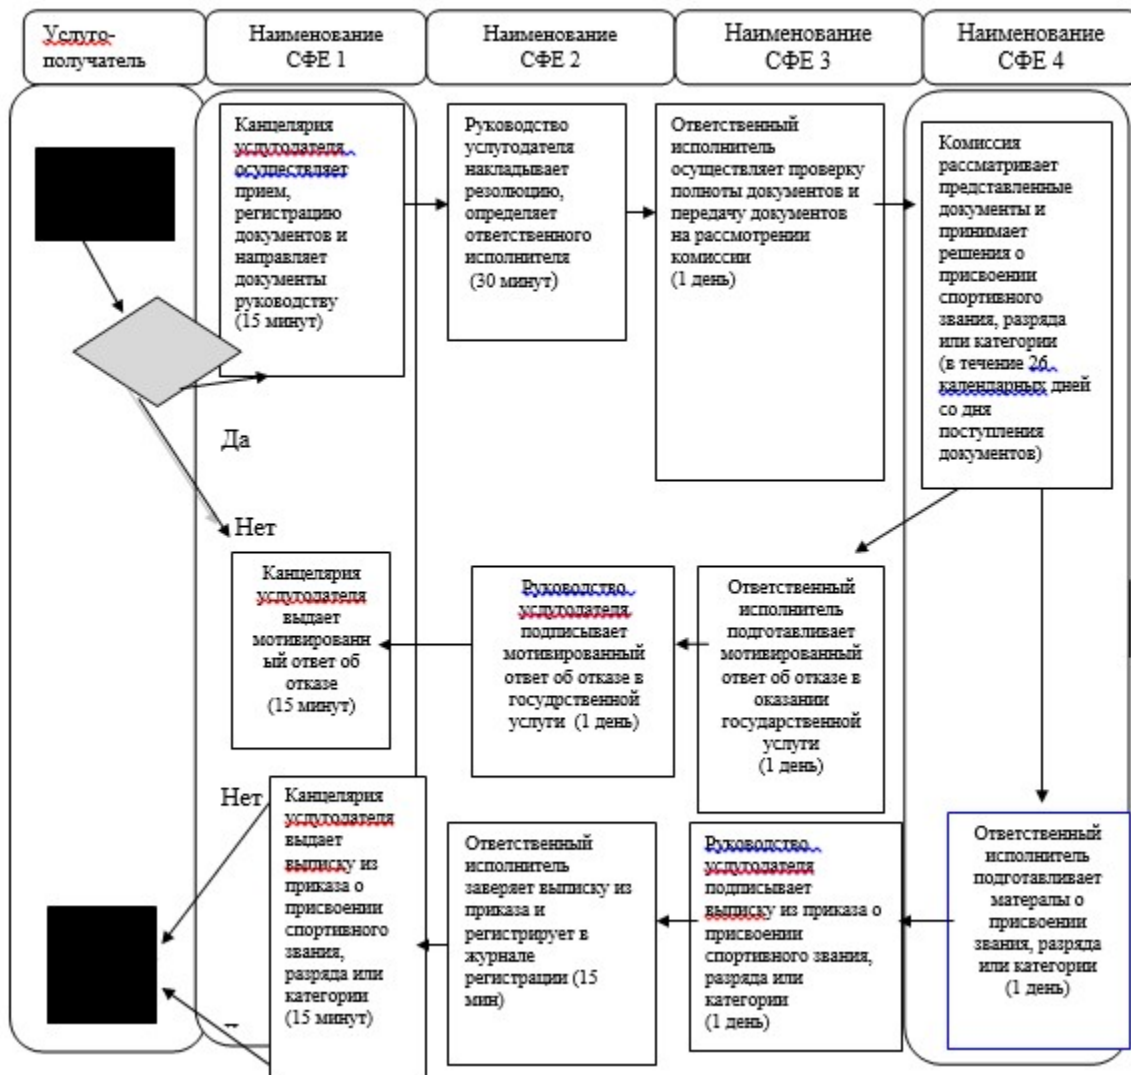 Услуго-
получатель
Наименование
СФЕ 1
Наименование
СФЕ 2
Наименование
СФЕ 3
Наименование
СФЕ 4
Канцелярия
услугодателя
осуществляет
прием,
регистрацию
документов и
направляет
документы
руководству
(15 минут)
Руководство
услугодателя
накладывает
резолюцию,
определяет
ответственного
исполнителя
(30 минут)
Ответственный
исполнитель
осуществляет проверку
полноты документов и
передачу документов
на рассмотрении
комиссии
(1 день)
Комиссия
рассматривает
представленные
документы и
принимает
решения о
присвоении
спортивного
звания, разряда
или категории
(в течение 26
календарных дней
со дня
поступления
документов)
Да
Нет
Канцелярия
услугодателя
выдает
мотивированн
ый ответ об
отказе
(15 минут)
Руководство
услугодателя
подписывает
мотивированный
ответ об отказе в
госудрственной
услуги (1 день)
Ответственный
исполнитель
подготавливает
мотивированный
ответ об отказе в
оказании
государственной
услуги
(1 день)
Нет
Канцелярия
услугодателя
выдает
выписку из
приказа о
присвоении
спортивного
звания,
разряда или
категории
(15 минут)
Ответственный
исполнитель
заверяет выписку из
приказа и
регистрирует в
журнале
регистрации (15
мин)
Руководство
услугодателя
подписывает
выписку из приказа о
присвоении
спортивного звания,
разряда или
категории
(1 день)
Ответственный
исполнитель
подготавливает
матералы о
присвоении
звания, разряда
или категории
(1 день)